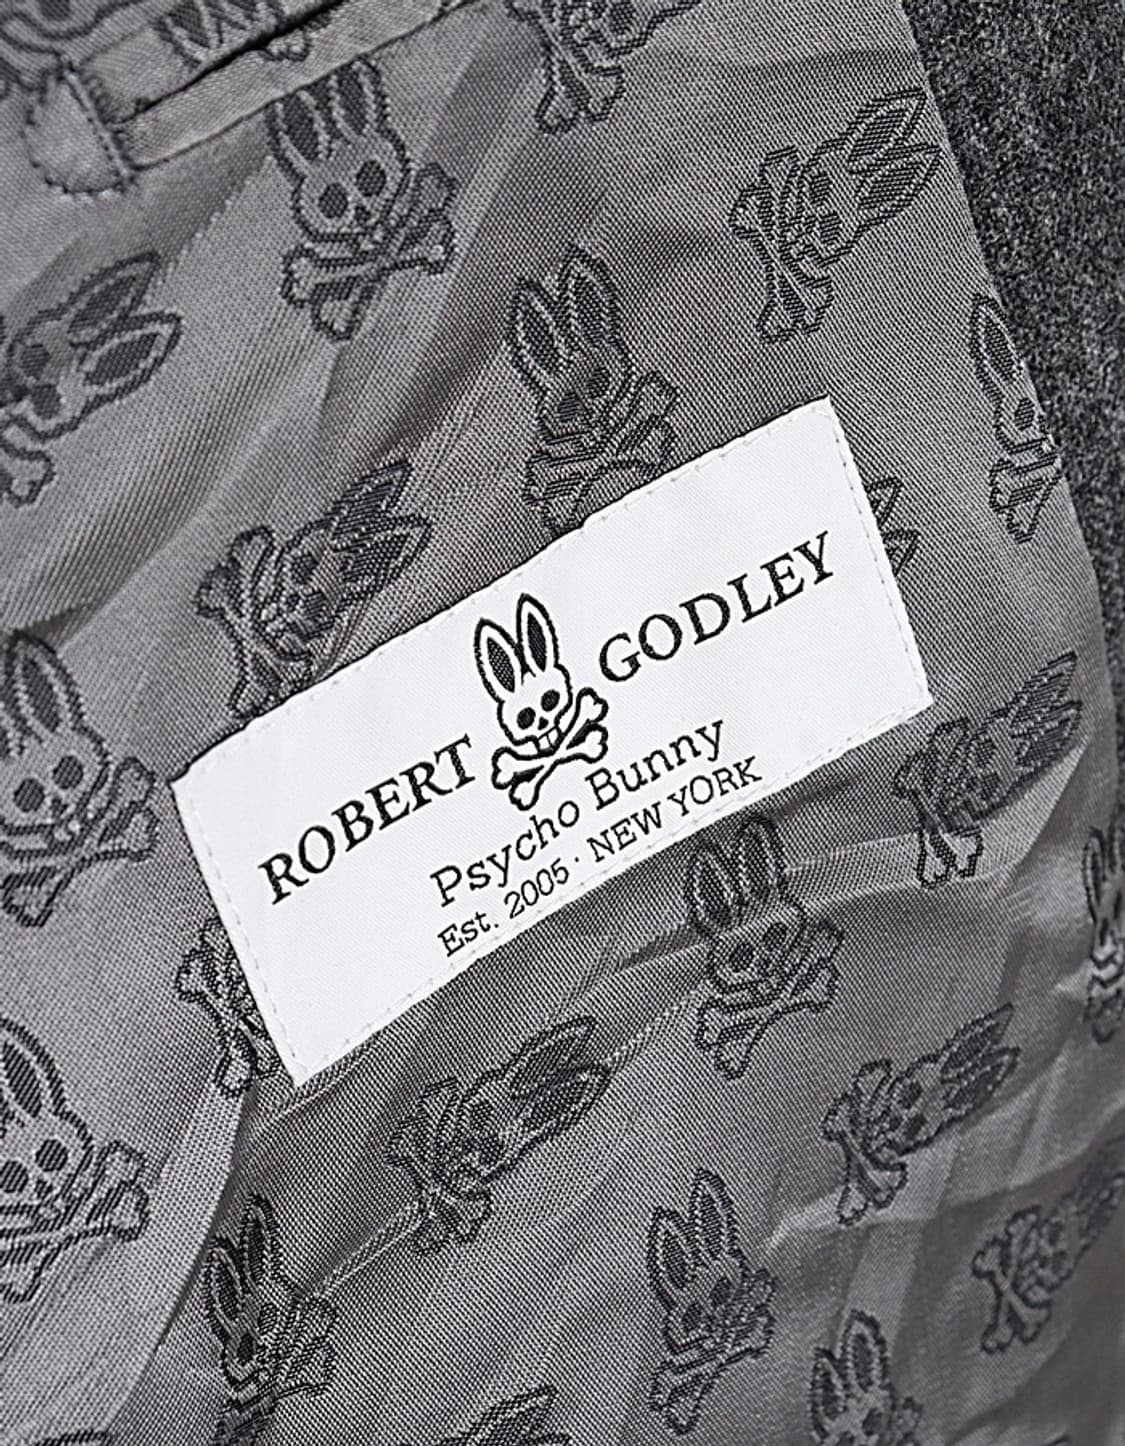 ROBERT GODLEY
Psycho Bunny
Est. 2005 · NEW YORK